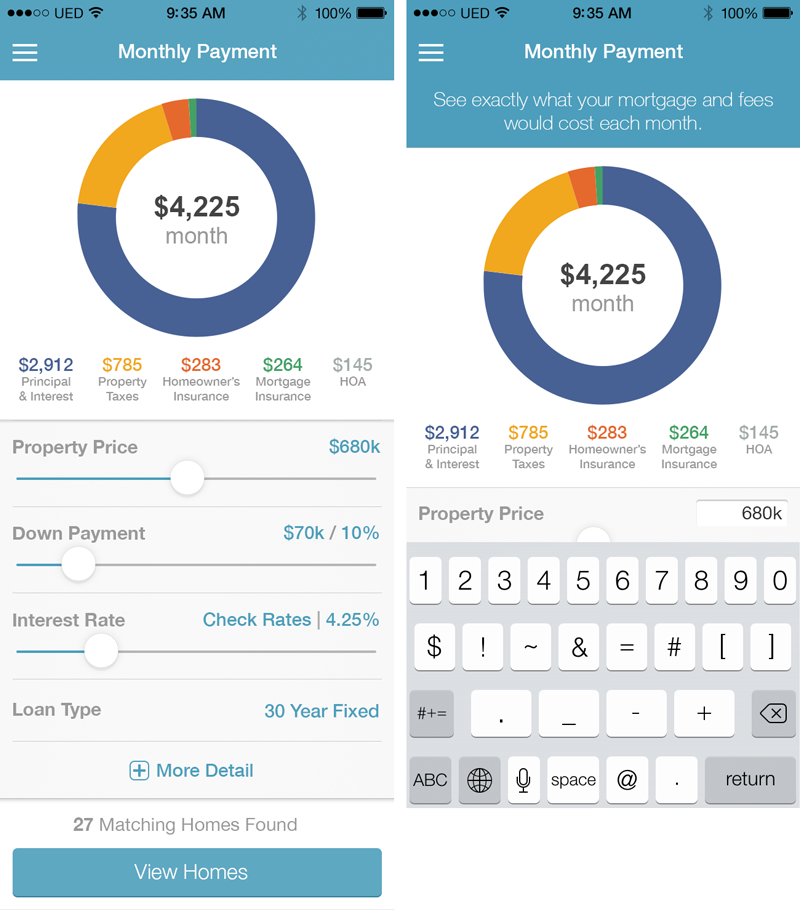 UED 9:35 AM 100%
Monthly Payment
$4,225
month
$2,912 $785 $283 $264 $145
Principal Property Homeowner's Mortgage HOA
& Interest Taxes Insurance Insurance
Property Price $680k
Down Payment $70k / 10%
Interest Rate Check Rates | 4.25%
Loan Type 30 Year Fixed
More Detail
27 Matching Homes Found
View Homes
UED 9:35 AM 100%
Monthly Payment
See exactly what your mortgage and fees
would cost each month.
$4,225
month
$2,912 $785 $283 $264 $145
Principal Property Homeowner's Mortgage HOA
& Interest Taxes Insurance Insurance
Property Price 680k
1 2 3 4 5 6 7 8 9 0
$ ! ~ & = # [ ]
#+= . _ - +
ABC space @ . return